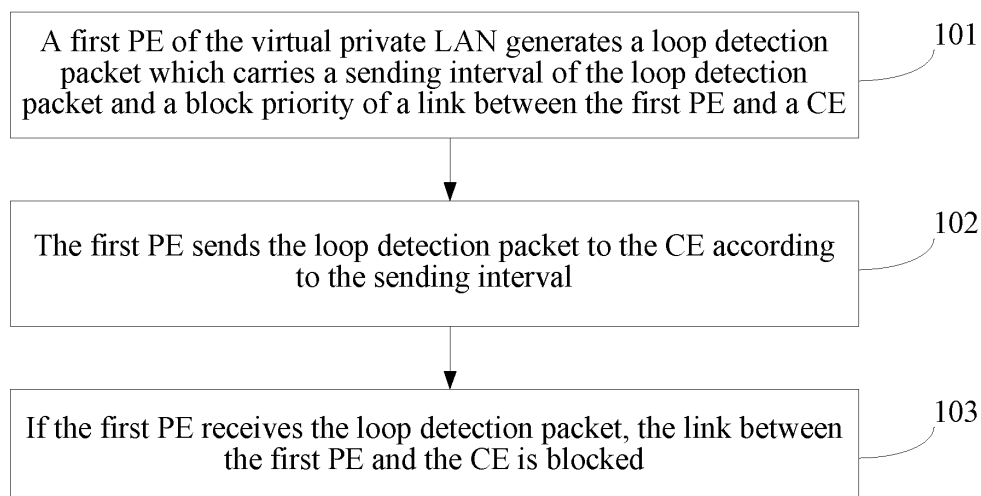 A first PE of the virtual private LAN generates a loop detection
packet which carries a sending interval of the loop detection
packet and a block priority of a link between the first PE and a CE
101
The first PE sends the loop detection packet to the CE according
to the sending interval
102
If the first PE receives the loop detection packet, the link between
the first PE and the CE is blocked
103